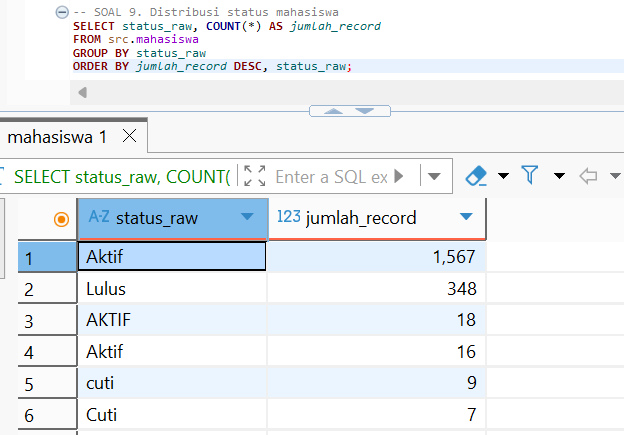 -- SOAL 9. Distribusi status mahasiswa
SELECT status_raw, COUNT(*) AS jumlah_record
FROM src.mahasiswa
GROUP BY status_raw
ORDER BY jumlah_record DESC, status_raw;
mahasiswa 1
SELECT status_raw, COUNT( Enter a SQL ex
A-Z status_raw 123 jumlah_record
1 Aktif 1,567
2 Lulus 348
3 AKTIF 18
4 Aktif 16
5 cuti 9
6 Cuti 7